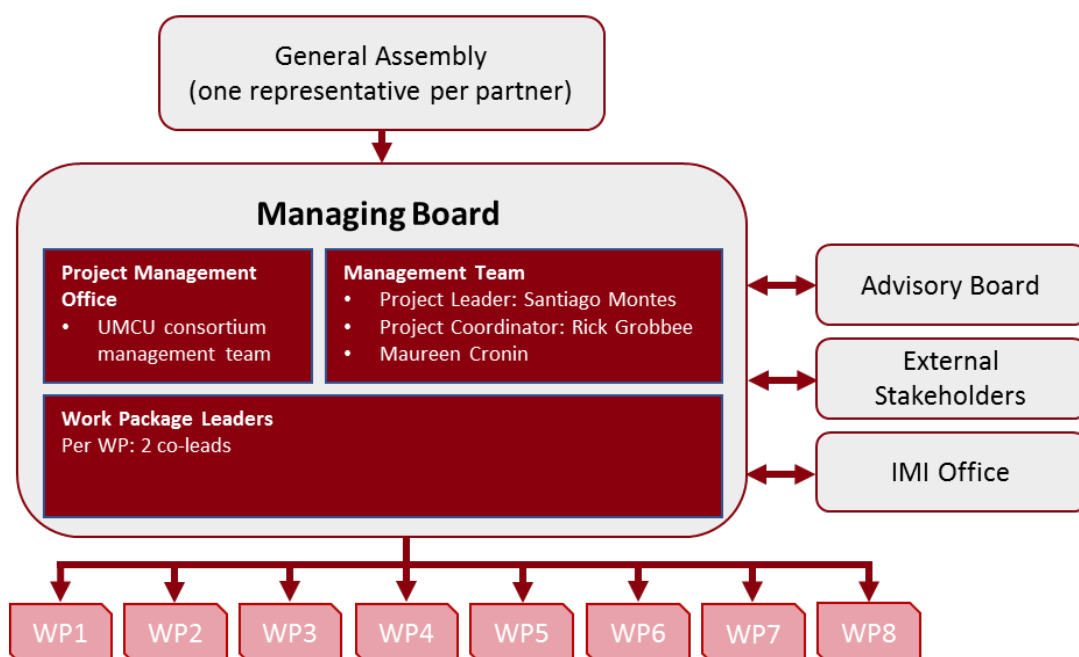 General Assembly
(one representative per partner)
Managing Board
Project Management
Office
• UMCU consortium
management team
Management Team
• Project Leader: Santiago Montes
• Project Coordinator: Rick Grobbee
• Maureen Cronin
Work Package Leaders
Per WP: 2 co-leads
Advisory Board
External
Stakeholders
IMI Office
WP1
WP2
WP3
WP4
WP5
WP6
WP7
WP8